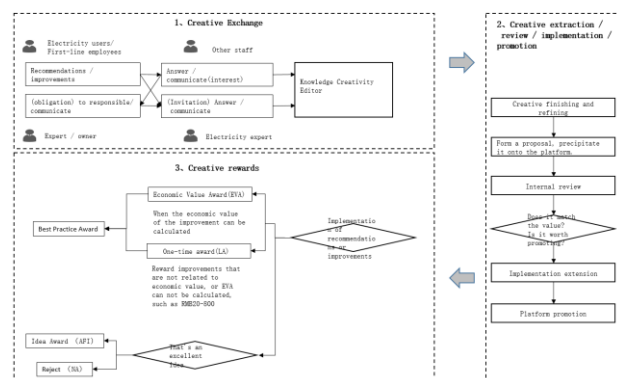 1、Creative Exchange
Electricity users/
First-line employees
Other staff
Recommendations /
improvements
Answer /
communicate(interest)
Knowledge Creativity
Editor
(obligation) to responsible/
communicate
(Invitation) Answer /
communicate
Expert / owner
Electricity expert
2、Creative extraction /
review / implementation /
promotion
Creative finishing and
refining
Form a proposal, precipitate
it onto the platform.
Internal review
Does it match
the value?
Is it worth
promoting?
Implementation extension
Platform promotion
3、Creative rewards
Economic Value Award(EVA)
When the economic value
of the improvement can be
calculated
Best Practice Award
One-time award(LA)
Reward improvements that
are not related to
economic value, or EVA
can not be calculated,
such as RMB20-500
Implementatio
n of
recommendatio
ns or
improvements
Idea Award （API）
Reject （NA）
That's an
excellent
idea